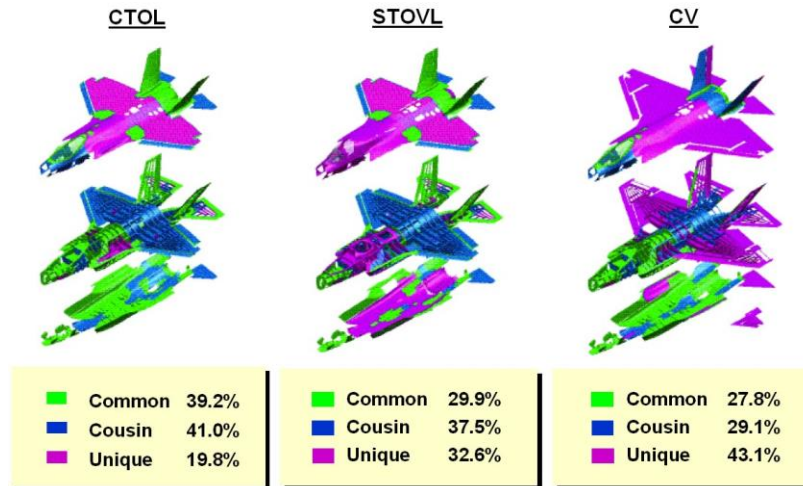 CTOL
STOVL
CV
Common 39.2%
Cousin 41.0%
Unique 19.8%
Common 29.9%
Cousin 37.5%
Unique 32.6%
Common 27.8%
Cousin 29.1%
Unique 43.1%